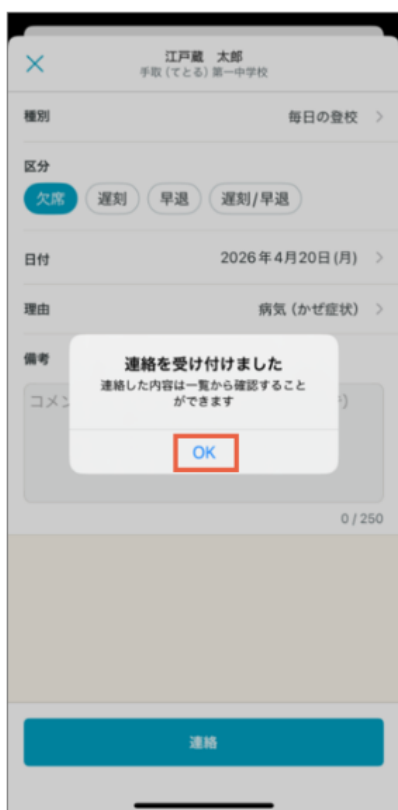 江戸蔵 太郎
手取(てとる)第一中学校
種別
毎日の登校
区分
欠席
遅刻
早退
遅刻/早退
日付
2026年4月20日(月)
理由
病気(かぜ症状)
備考
連絡を受け付けました
連絡した内容は一覧から確認すること
ができます
コメン
OK
0/250
連絡